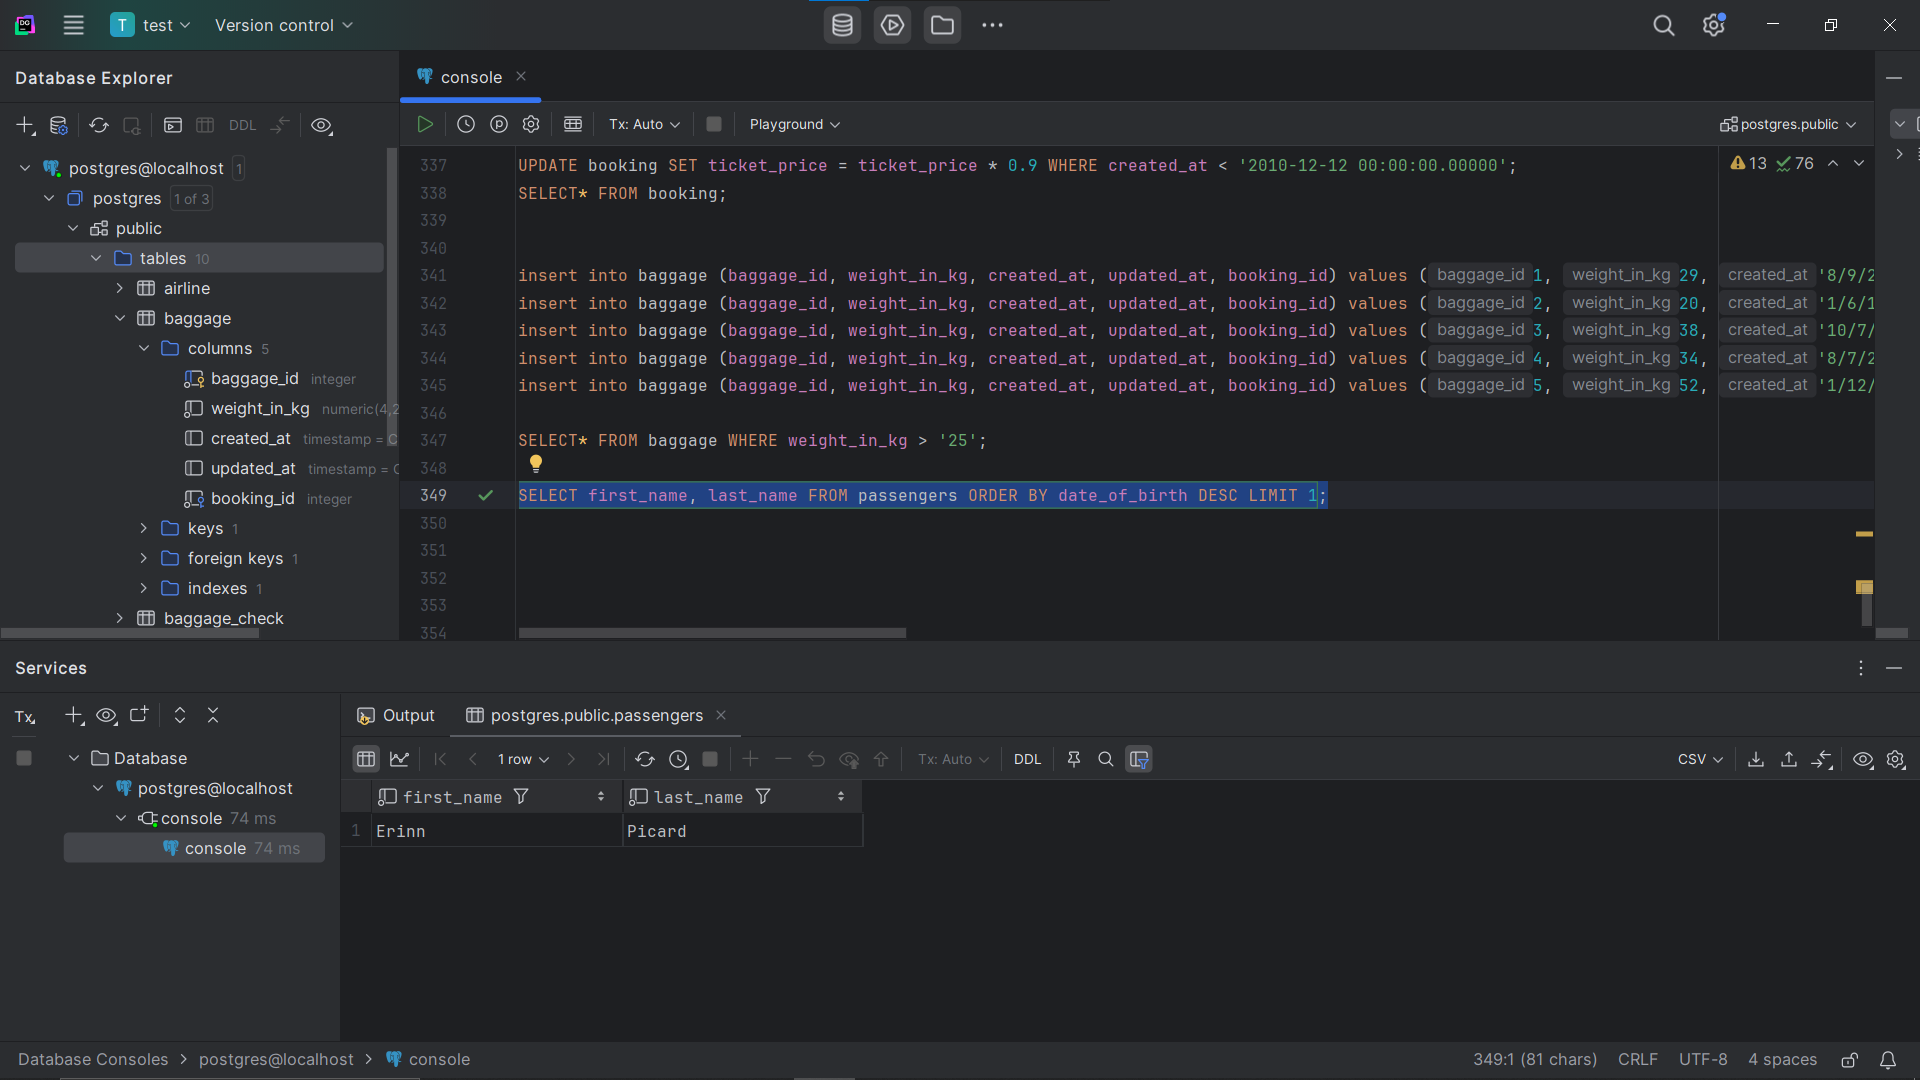 T test Version control
Database Explorer
console
DDL
Tx: Auto Playground postgres.public
postgres@localhost 1
postgres 1 of 3
public
tables 10
airline
baggage
columns 5
baggage_id integer
weight_in_kg numeric(4,2
created_at timestamp = C
updated_at timestamp = C
booking_id integer
keys 1
foreign keys 1
indexes 1
baggage_check
13 76
337 UPDATE booking SET ticket_price = ticket_price * 0.9 WHERE created_at < '2010-12-12 00:00:00.00000';
338 SELECT* FROM booking;
339
340
341 insert into baggage (baggage_id, weight_in_kg, created_at, updated_at, booking_id) values ( baggage_id 1, weight_in_kg 29, created_at '8/9/2
342 insert into baggage (baggage_id, weight_in_kg, created_at, updated_at, booking_id) values ( baggage_id 2, weight_in_kg 20, created_at '1/6/1
343 insert into baggage (baggage_id, weight_in_kg, created_at, updated_at, booking_id) values ( baggage_id 3, weight_in_kg 38, created_at '10/7/
344 insert into baggage (baggage_id, weight_in_kg, created_at, updated_at, booking_id) values ( baggage_id 4, weight_in_kg 34, created_at '8/7/2
345 insert into baggage (baggage_id, weight_in_kg, created_at, updated_at, booking_id) values ( baggage_id 5, weight_in_kg 52, created_at '1/12/
346
347 SELECT* FROM baggage WHERE weight_in_kg > '25';
348
349 SELECT first_name, last_name FROM passengers ORDER BY date_of_birth DESC LIMIT 1;
350
351
352
353
354
Services
Tx
Database
postgres@localhost
console 74 ms
console 74 ms
Output postgres.public.passengers
1 row Tx: Auto DDL CSV
first_name last_name
1 Erinn Picard
Database Consoles > postgres@localhost > console 349:1 (81 chars) CRLF UTF-8 4 spaces